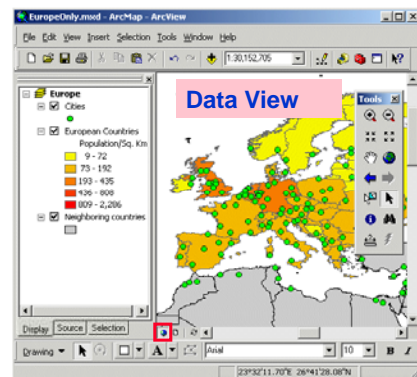 EuropeOnly.mxd - ArcMap - ArcView
File Edit View Insert Selection Tools Window Help
1:30,152,705
Europe
Cities
European Countries
Population/Sq. Km
9 - 72
73 - 192
193 - 435
436 - 808
809 - 2,286
Neighboring countries
Data View
Tools
Display Source Selection
Drawing A Arial 10 B I
23°32'11.70"E 26°41'28.08"N